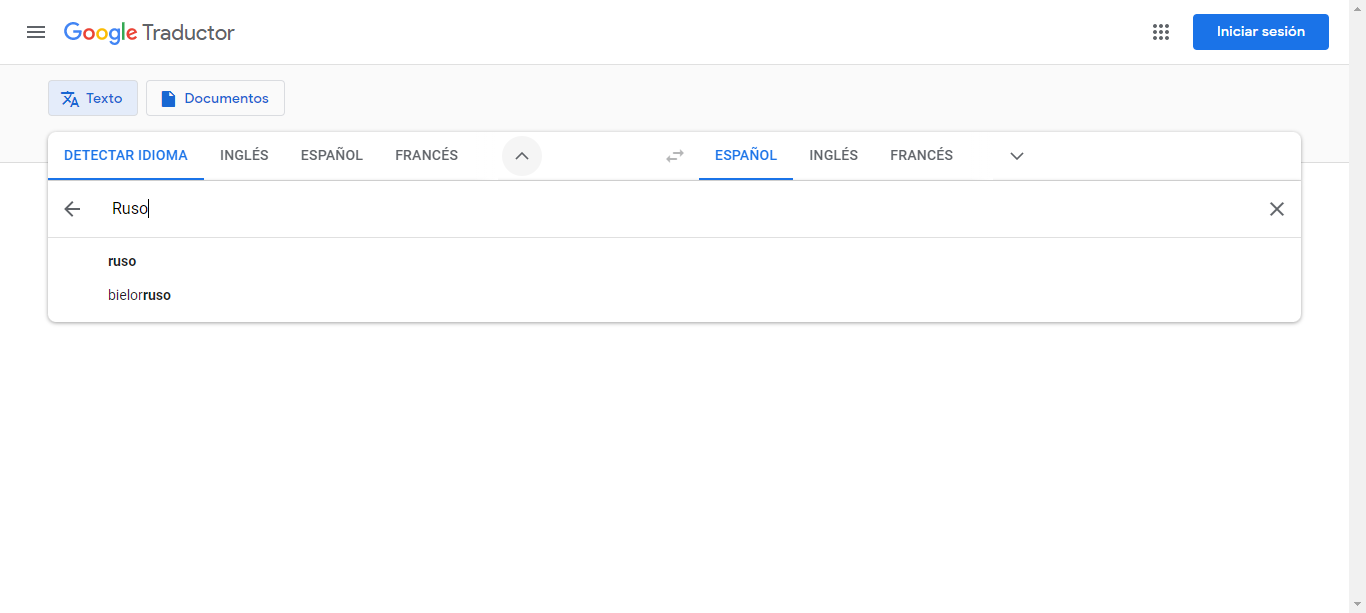 Google Traductor
Iniciar sesión
Texto
Documentos
DETECTAR IDIOMA INGLÉS ESPAÑOL FRANCÉS ESPAÑOL INGLÉS FRANCÉS
Ruso
ruso
bielorruso